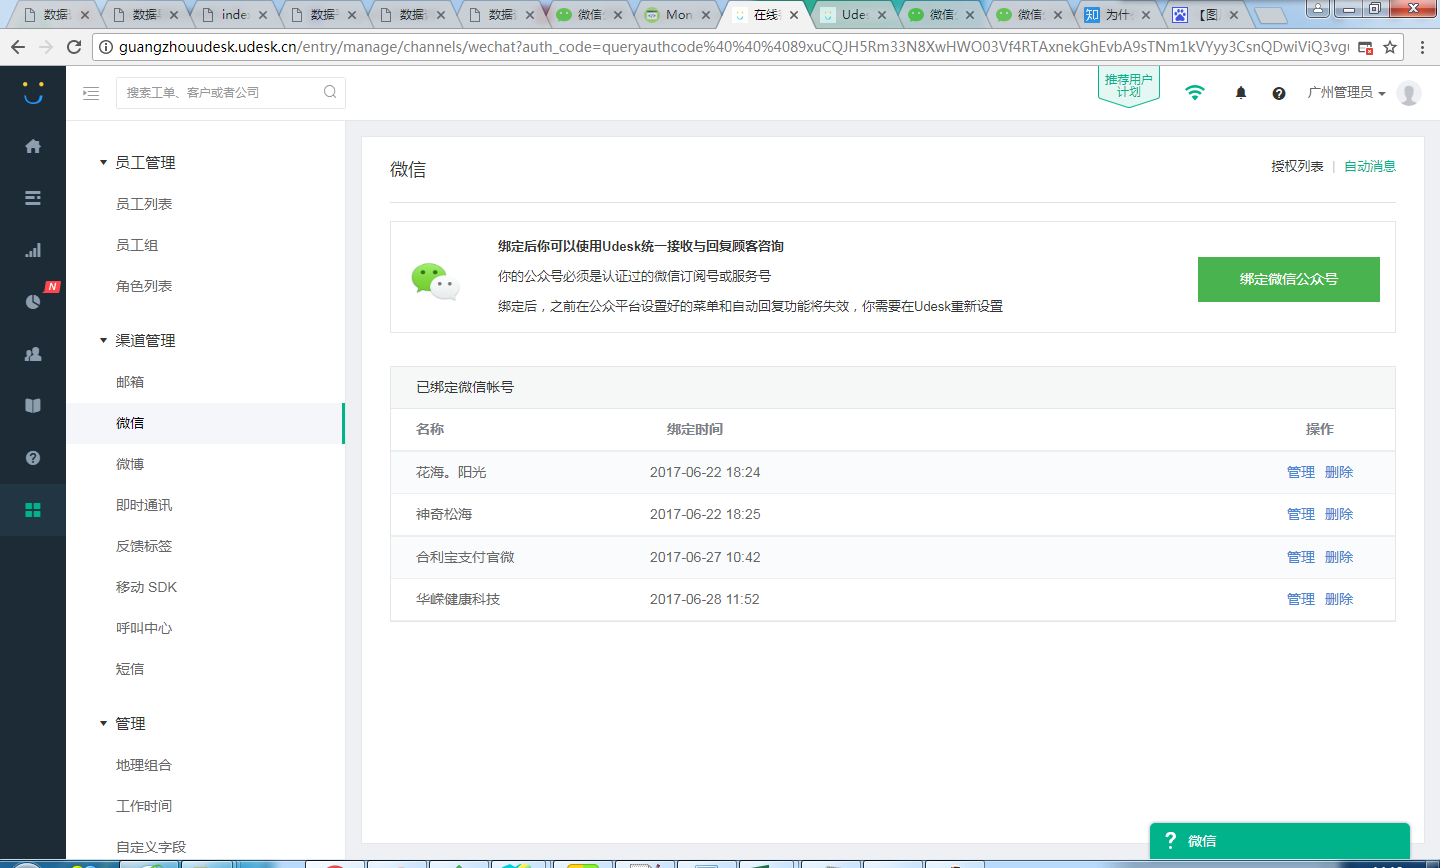 数据
数据
index
数据
数据
数据
微信
Mon
在线
Udes
微信
微信
知 为什
【图
guangzhouudesk.udesk.cn/entry/manage/channels/wechat?auth_code=queryauthcode%40%40%4089xuCQJH5Rm33N8XwHWO03Vf4RTAxnekGhEvbA9sTNm1kVYyy3CsnQDwiViQ3vg
搜索工单、客户或者公司
推荐用户
计划
广州管理员
N
员工管理
员工列表
员工组
角色列表
渠道管理
邮箱
微信
微博
即时通讯
反馈标签
移动 SDK
呼叫中心
短信
管理
地理组合
工作时间
自定义字段
微信
授权列表 | 自动消息
绑定后你可以使用Udesk统一接收与回复顾客咨询
你的公众号必须是认证过的微信订阅号或服务号
绑定后，之前在公众平台设置好的菜单和自动回复功能将失效，你需要在Udesk重新设置
绑定微信公众号
已绑定微信帐号
名称 绑定时间 操作
花海。阳光 2017-06-22 18:24 管理 删除
神奇松海 2017-06-22 18:25 管理 删除
合利宝支付官微 2017-06-27 10:42 管理 删除
华嵘健康科技 2017-06-28 11:52 管理 删除
? 微信